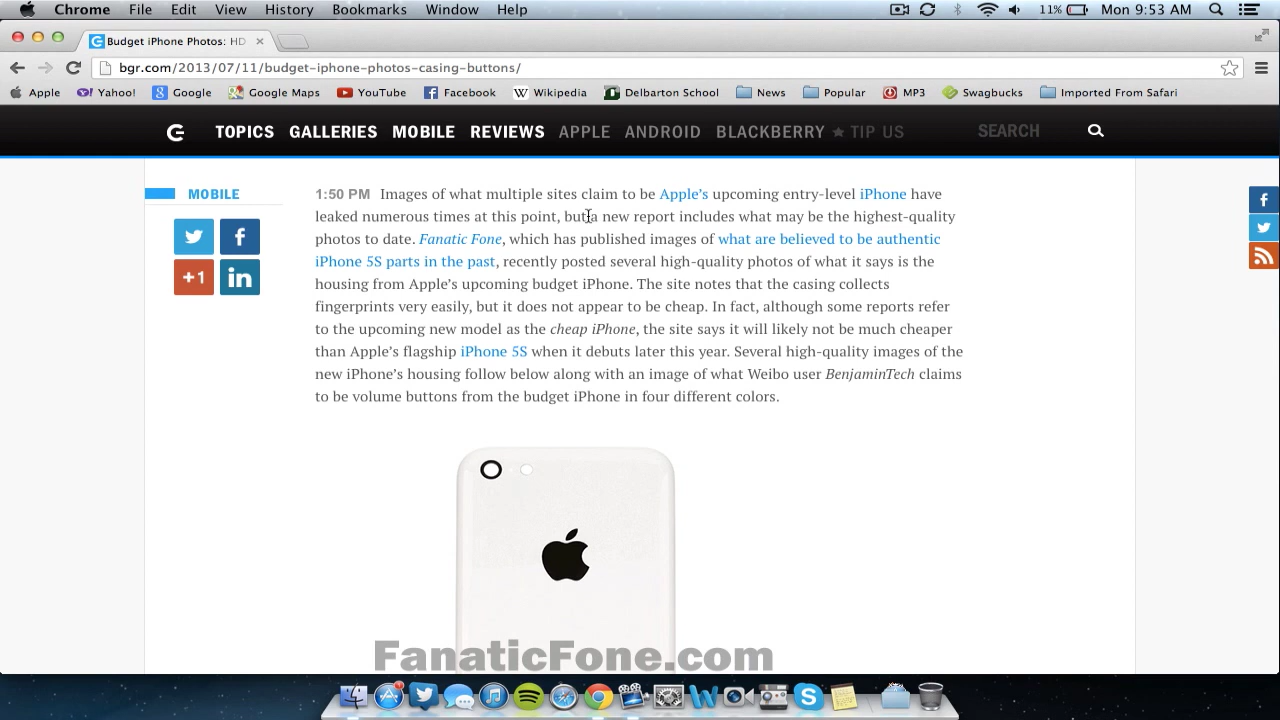 Chrome File Edit View History Bookmarks Window Help 11% Mon 9:53 AM
Budget iPhone Photos: HD
bgr.com/2013/07/11/budget-iphone-photos-casing-buttons/
Apple Yahoo! Google Google Maps YouTube Facebook Wikipedia Delbarton School News Popular MP3 Swagbucks Imported From Safari
TOPICS GALLERIES MOBILE REVIEWS APPLE ANDROID BLACKBERRY TIP US SEARCH
MOBILE
+1
in
1:50 PM Images of what multiple sites claim to be Apple's upcoming entry-level iPhone have
leaked numerous times at this point, but a new report includes what may be the highest-quality
photos to date. Fanatic Fone, which has published images of what are believed to be authentic
iPhone 5S parts in the past, recently posted several high-quality photos of what it says is the
housing from Apple's upcoming budget iPhone. The site notes that the casing collects
fingerprints very easily, but it does not appear to be cheap. In fact, although some reports refer
to the upcoming new model as the cheap iPhone, the site says it will likely not be much cheaper
than Apple's flagship iPhone 5S when it debuts later this year. Several high-quality images of the
new iPhone's housing follow below along with an image of what Weibo user BenjaminTech claims
to be volume buttons from the budget iPhone in four different colors.
FanaticFone.com